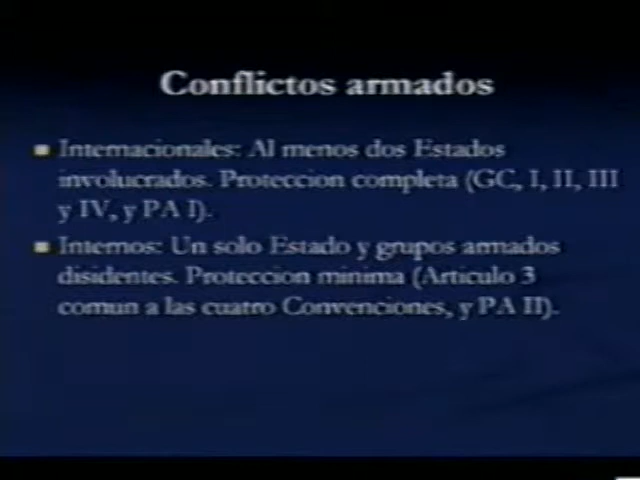 Conflictos armados
Internacionales: Al menos dos Estados
involucrados. Proteccion completa (GC, I, II, III
y IV, y PA I).
Internos: Un solo Estado y grupos armados
disidentes. Proteccion minima (Articulo 3
comun a las cuatro Convenciones, y PA II).